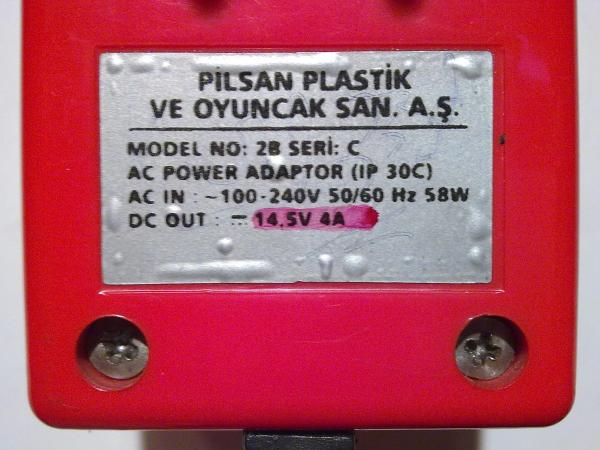 PİLSAN PLASTİK
VE OYUNCAK SAN. A.Ş.
MODEL NO: 2B SERİ: C
AC POWER ADAPTOR (IP 30C)
AC IN : ~100-240V 50/60 Hz 58W
DC OUT : ⎓ 14.5V 4A